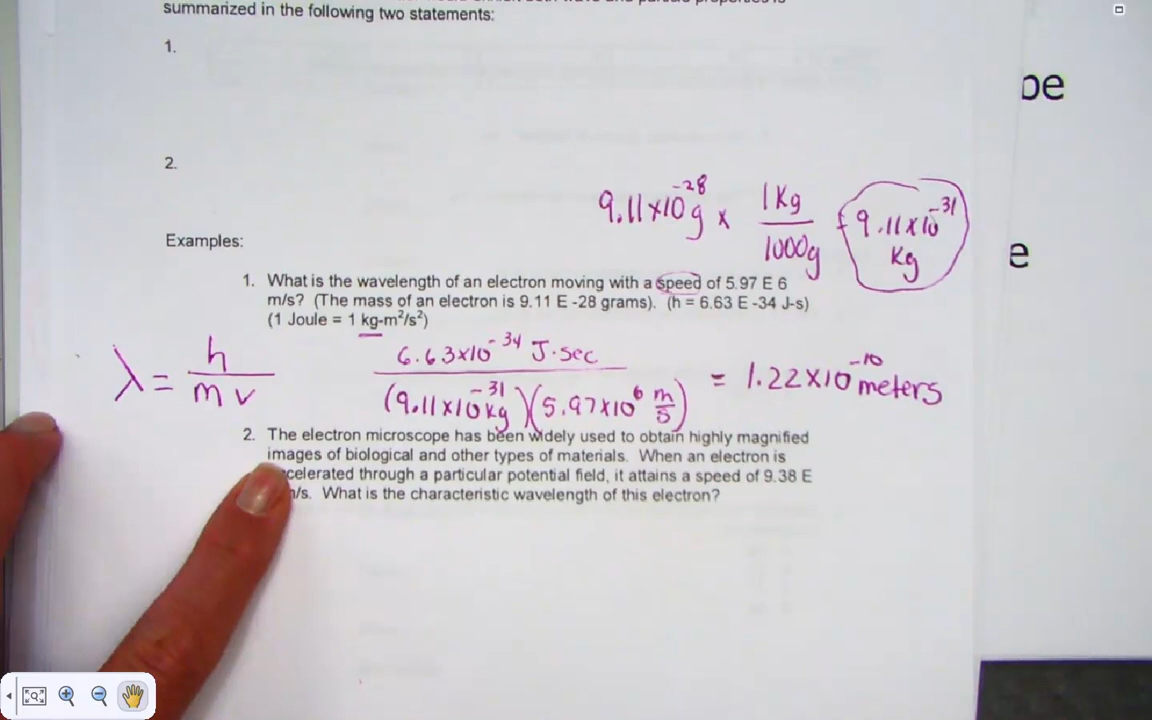 summarized in the following two statements:
1.
be
2.
9.11x10^-28 g x 1 Kg / 1000g = 9.11x10^-31 Kg
Examples:
e
1. What is the wavelength of an electron moving with a speed of 5.97 E 6
m/s? (The mass of an electron is 9.11 E -28 grams). (h = 6.63 E -34 J-s)
(1 Joule = 1 kg-m²/s²)
λ = h / m v
6.63x10^-34 J·sec / (9.11x10^-31 kg)(5.97x10^6 m/s) = 1.22x10^-10 meters
2. The electron microscope has been widely used to obtain highly magnified
images of biological and other types of materials. When an electron is
celerated through a particular potential field, it attains a speed of 9.38 E
/s. What is the characteristic wavelength of this electron?